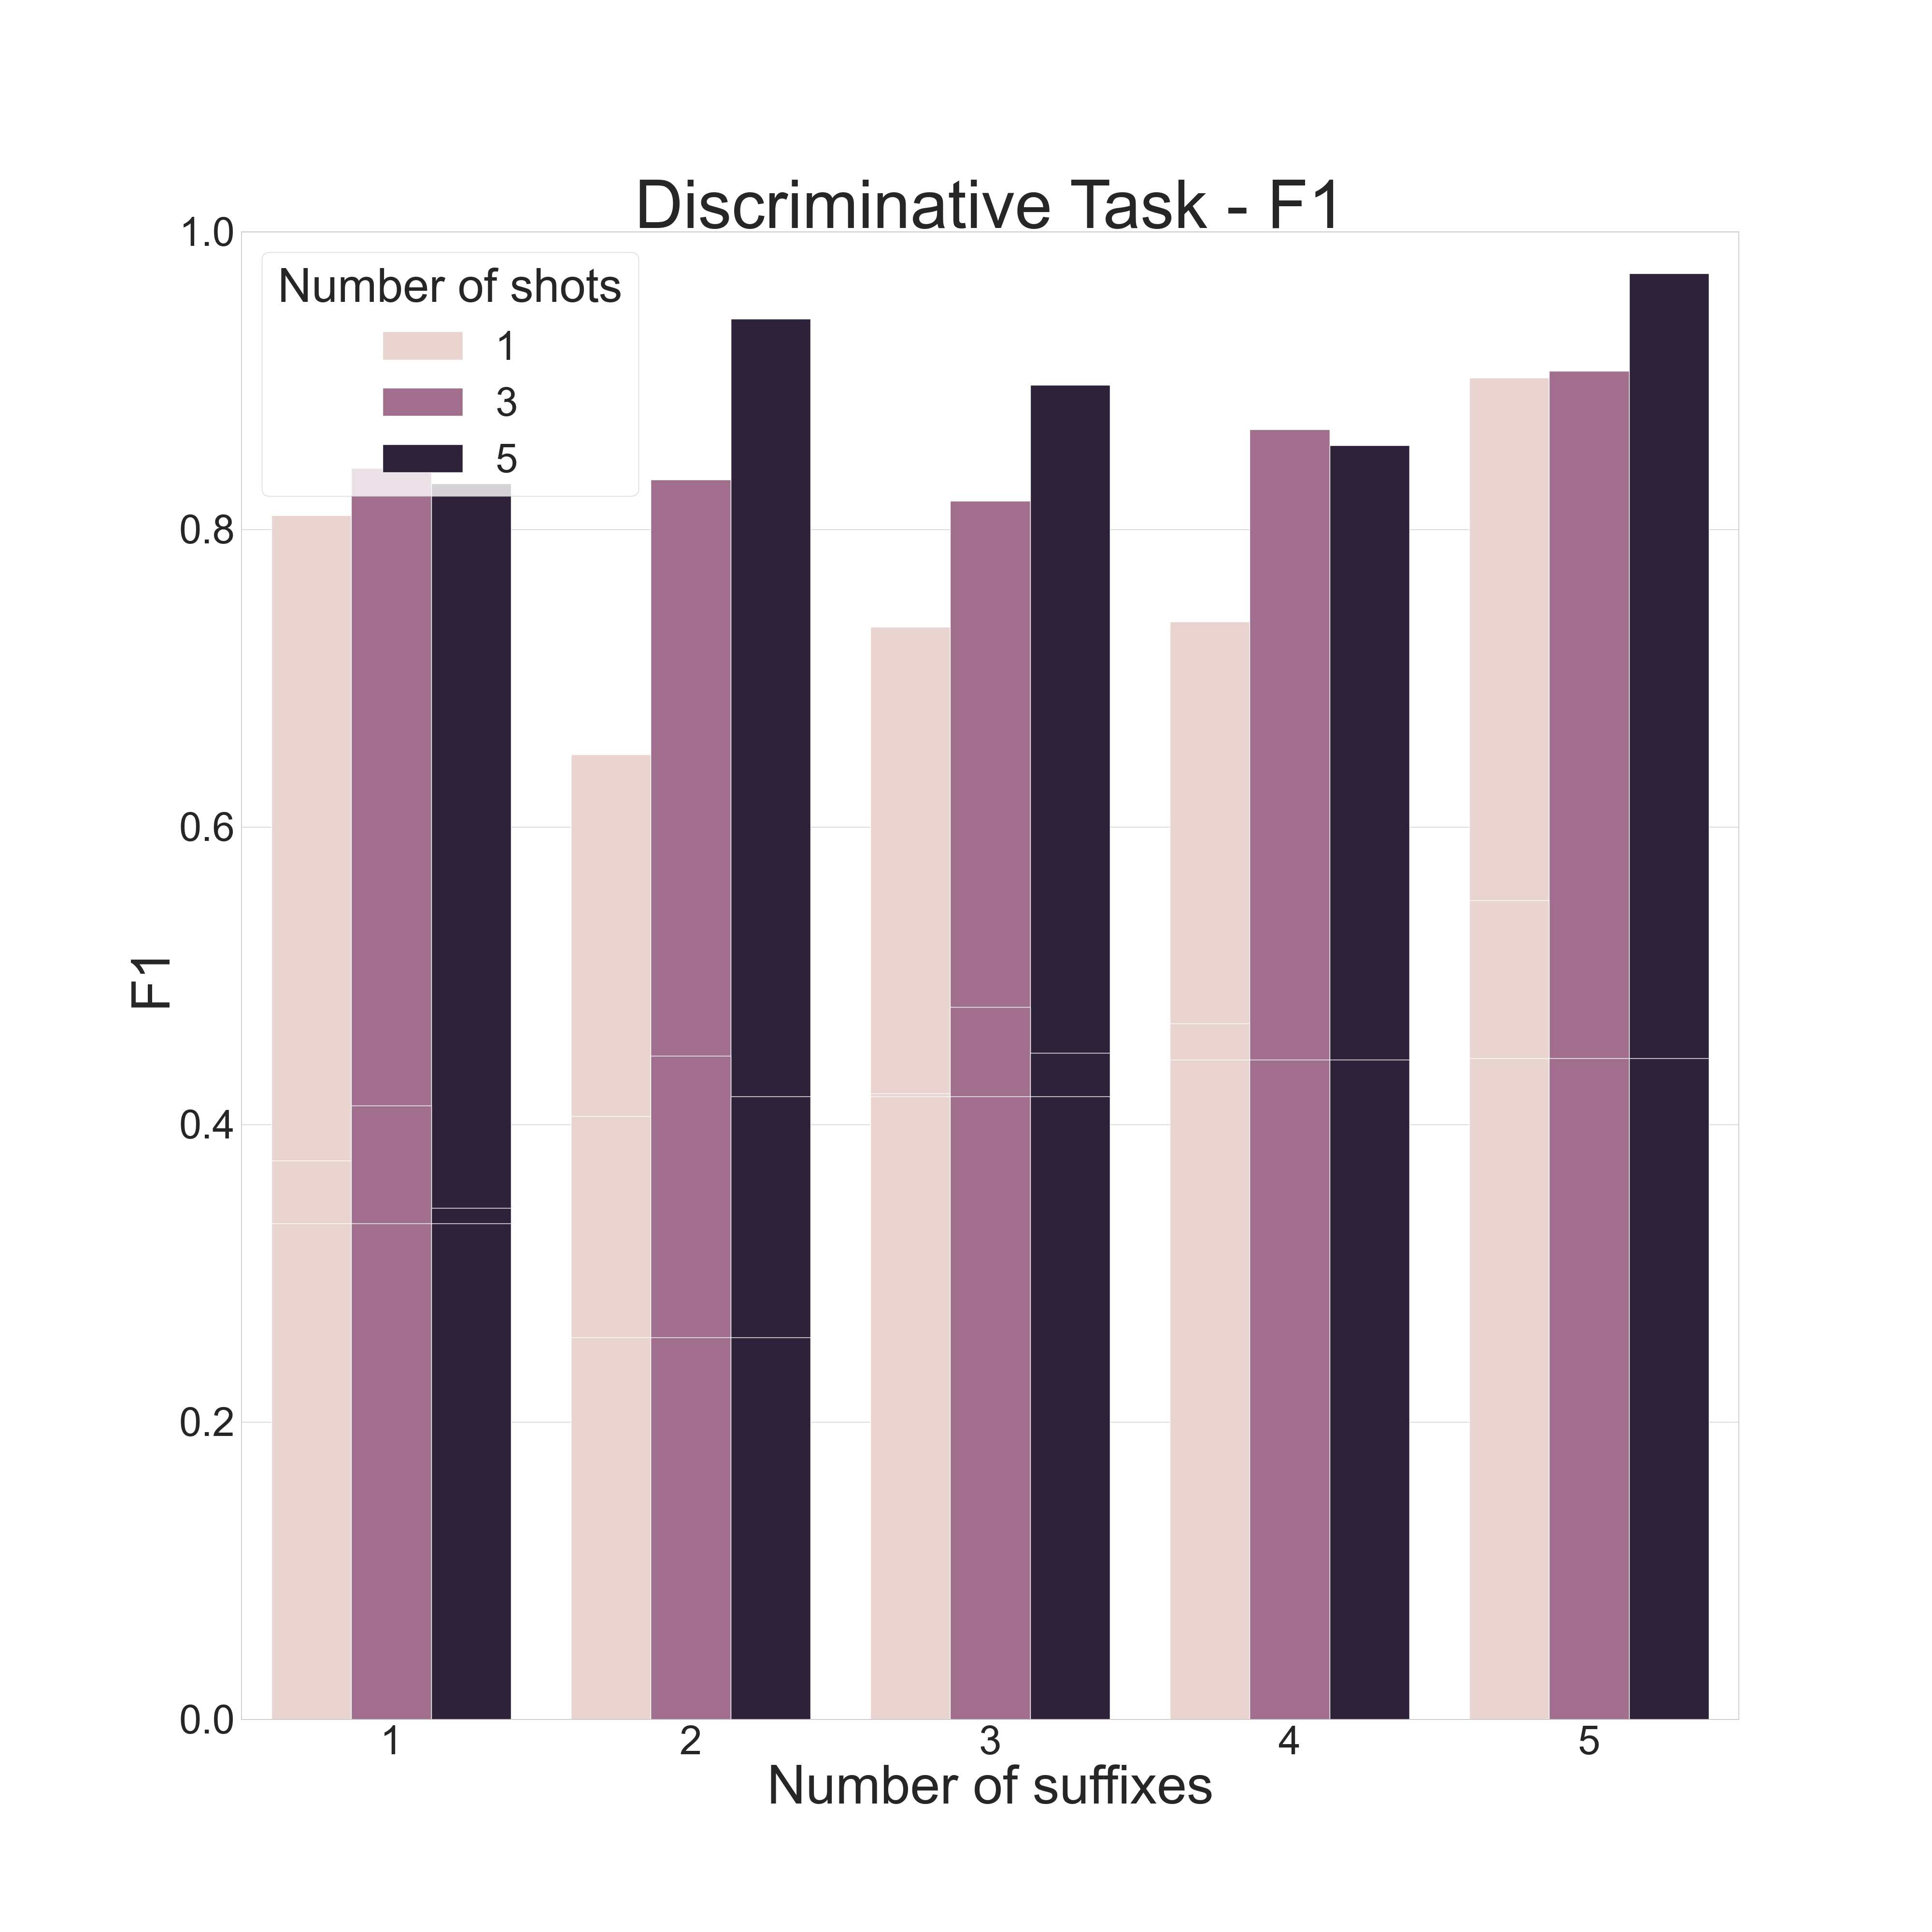 Discriminative Task - F1
1.0
0.8
0.6
0.4
0.2
0.0
F1
Number of shots
1
3
5
1 2 3 4 5
Number of suffixes